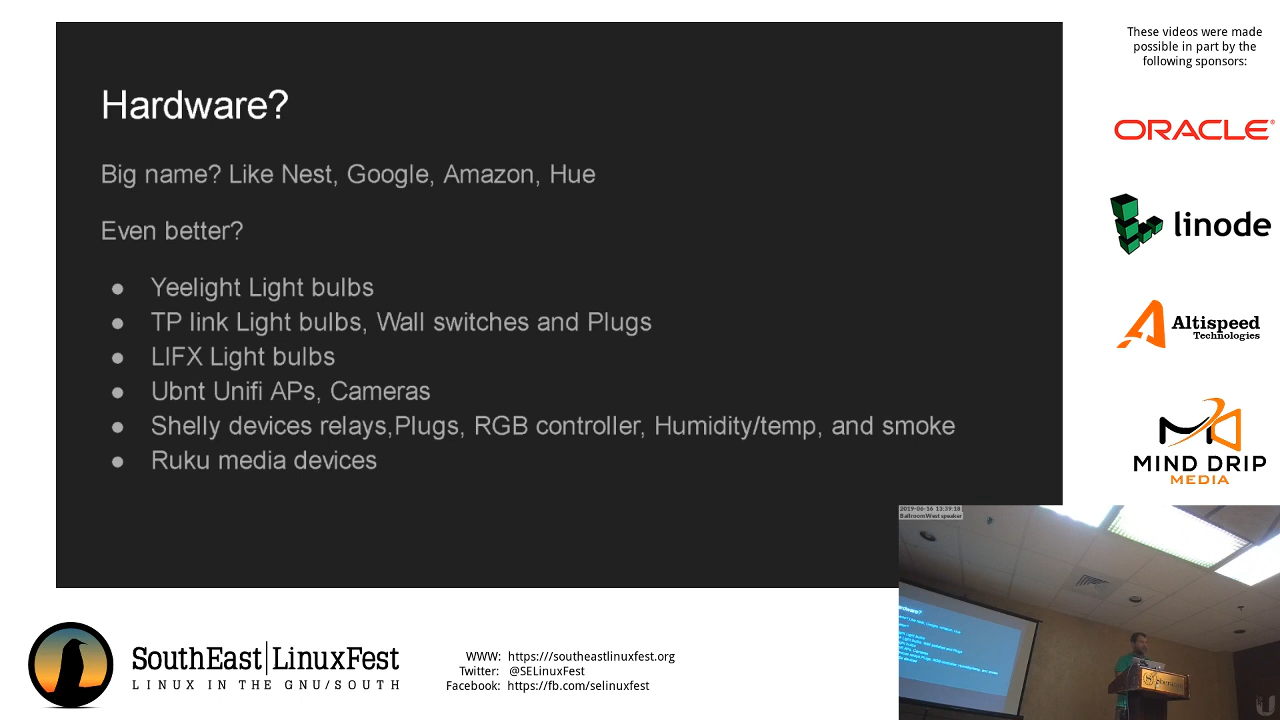 Hardware?
Big name? Like Nest, Google, Amazon, Hue
Even better?
● Yeelight Light bulbs
● TP link Light bulbs, Wall switches and Plugs
● LIFX Light bulbs
● Ubnt Unifi APs, Cameras
● Shelly devices relays,Plugs, RGB controller, Humidity/temp, and smoke
● Ruku media devices
These videos were made
possible in part by the
following sponsors:
ORACLE®
linode
Altispeed
Technologies
MIND DRIP
MEDIA
2019-06-16 13:39:18
BallroomWest speaker
SouthEast|LinuxFest
LINUX IN THE GNU/SOUTH
WWW: https:///southeastlinuxfest.org
Twitter: @SELinuxFest
Facebook: https://fb.com/selinuxfest